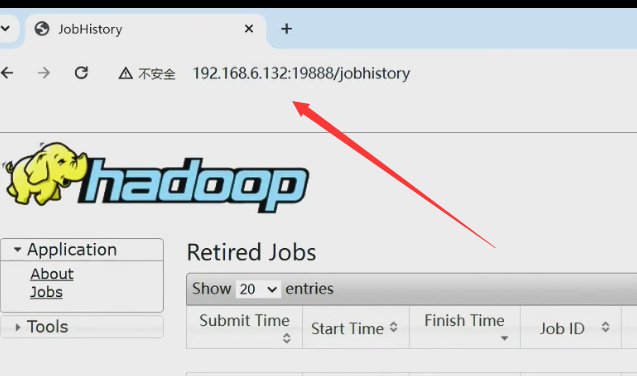 JobHistory
不安全 192.168.6.132:19888/jobhistory
hadoop
Application
About
Jobs
Tools
Retired Jobs
Show 20 entries
Submit Time Start Time Finish Time Job ID